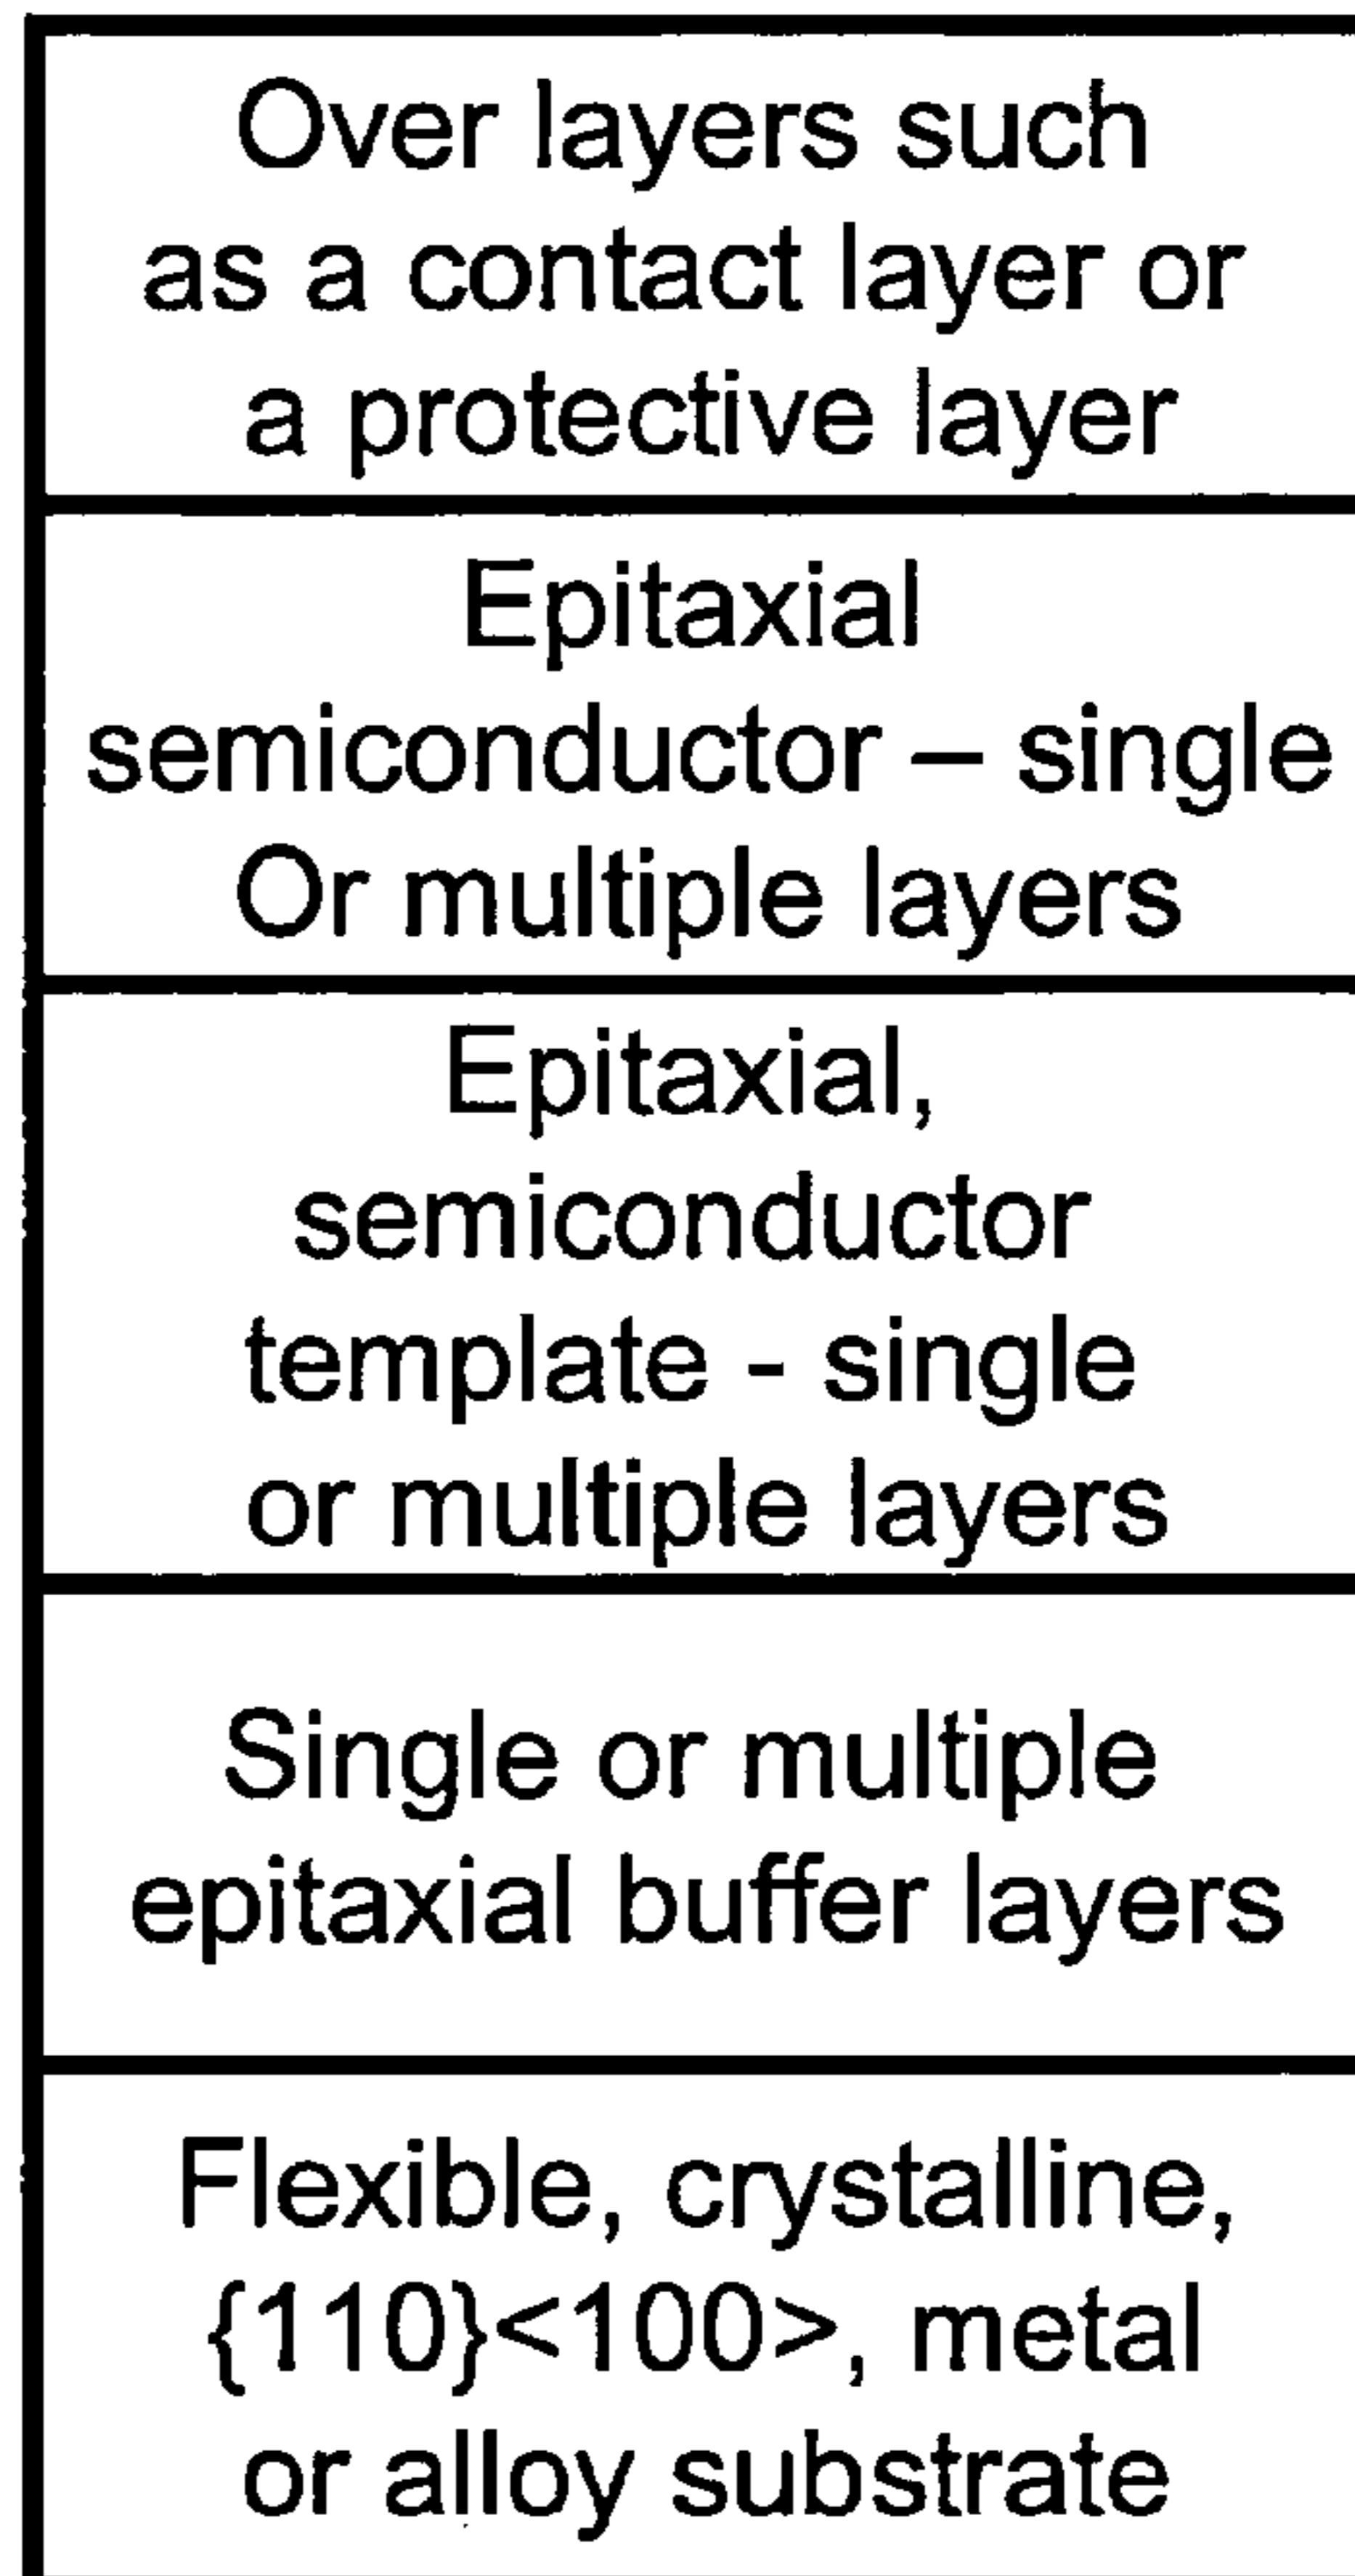 Over layers such
as a contact layer or
a protective layer
Epitaxial
semiconductor – single
Or multiple layers
Epitaxial,
semiconductor
template - single
or multiple layers
Single or multiple
epitaxial buffer layers
Flexible, crystalline,
{110}<100>, metal
or alloy substrate